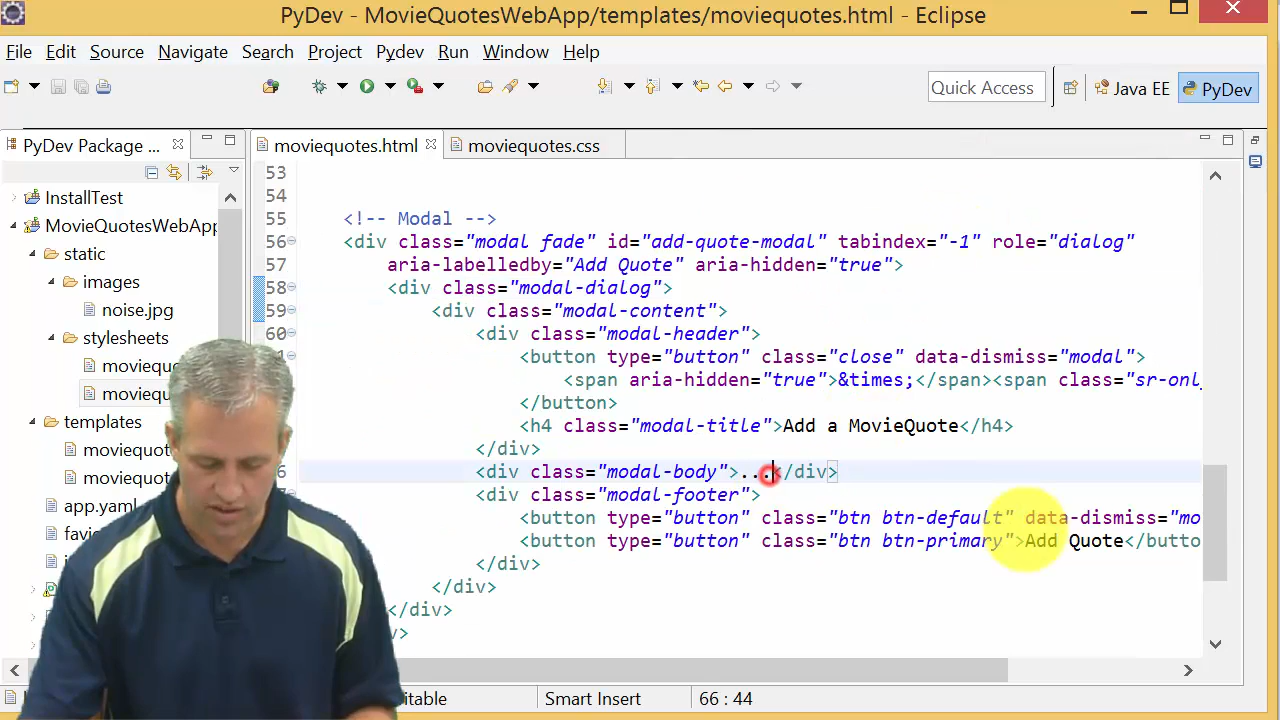 PyDev - MovieQuotesWebApp/templates/moviequotes.html - Eclipse
File Edit Source Navigate Search Project Pydev Run Window Help
Quick Access
Java EE
PyDev
PyDev Package ...
moviequotes.html
moviequotes.css
InstallTest
MovieQuotesWebApp
static
images
noise.jpg
stylesheets
templates
app.yaml
53
54
55 <!-- Modal -->
56 <div class="modal fade" id="add-quote-modal" tabindex="-1" role="dialog"
57 aria-labelledby="Add Quote" aria-hidden="true">
58 <div class="modal-dialog">
59 <div class="modal-content">
60 <div class="modal-header">
<button type="button" class="close" data-dismiss="modal">
<span aria-hidden="true">&times;</span><span class="sr-only
</button>
<h4 class="modal-title">Add a MovieQuote</h4>
</div>
<div class="modal-body">...</div>
<div class="modal-footer">
<button type="button" class="btn btn-default" data-dismiss="mo
<button type="button" class="btn btn-primary">Add Quote</butto
</div>
</div>
</div>
Smart Insert
66 : 44